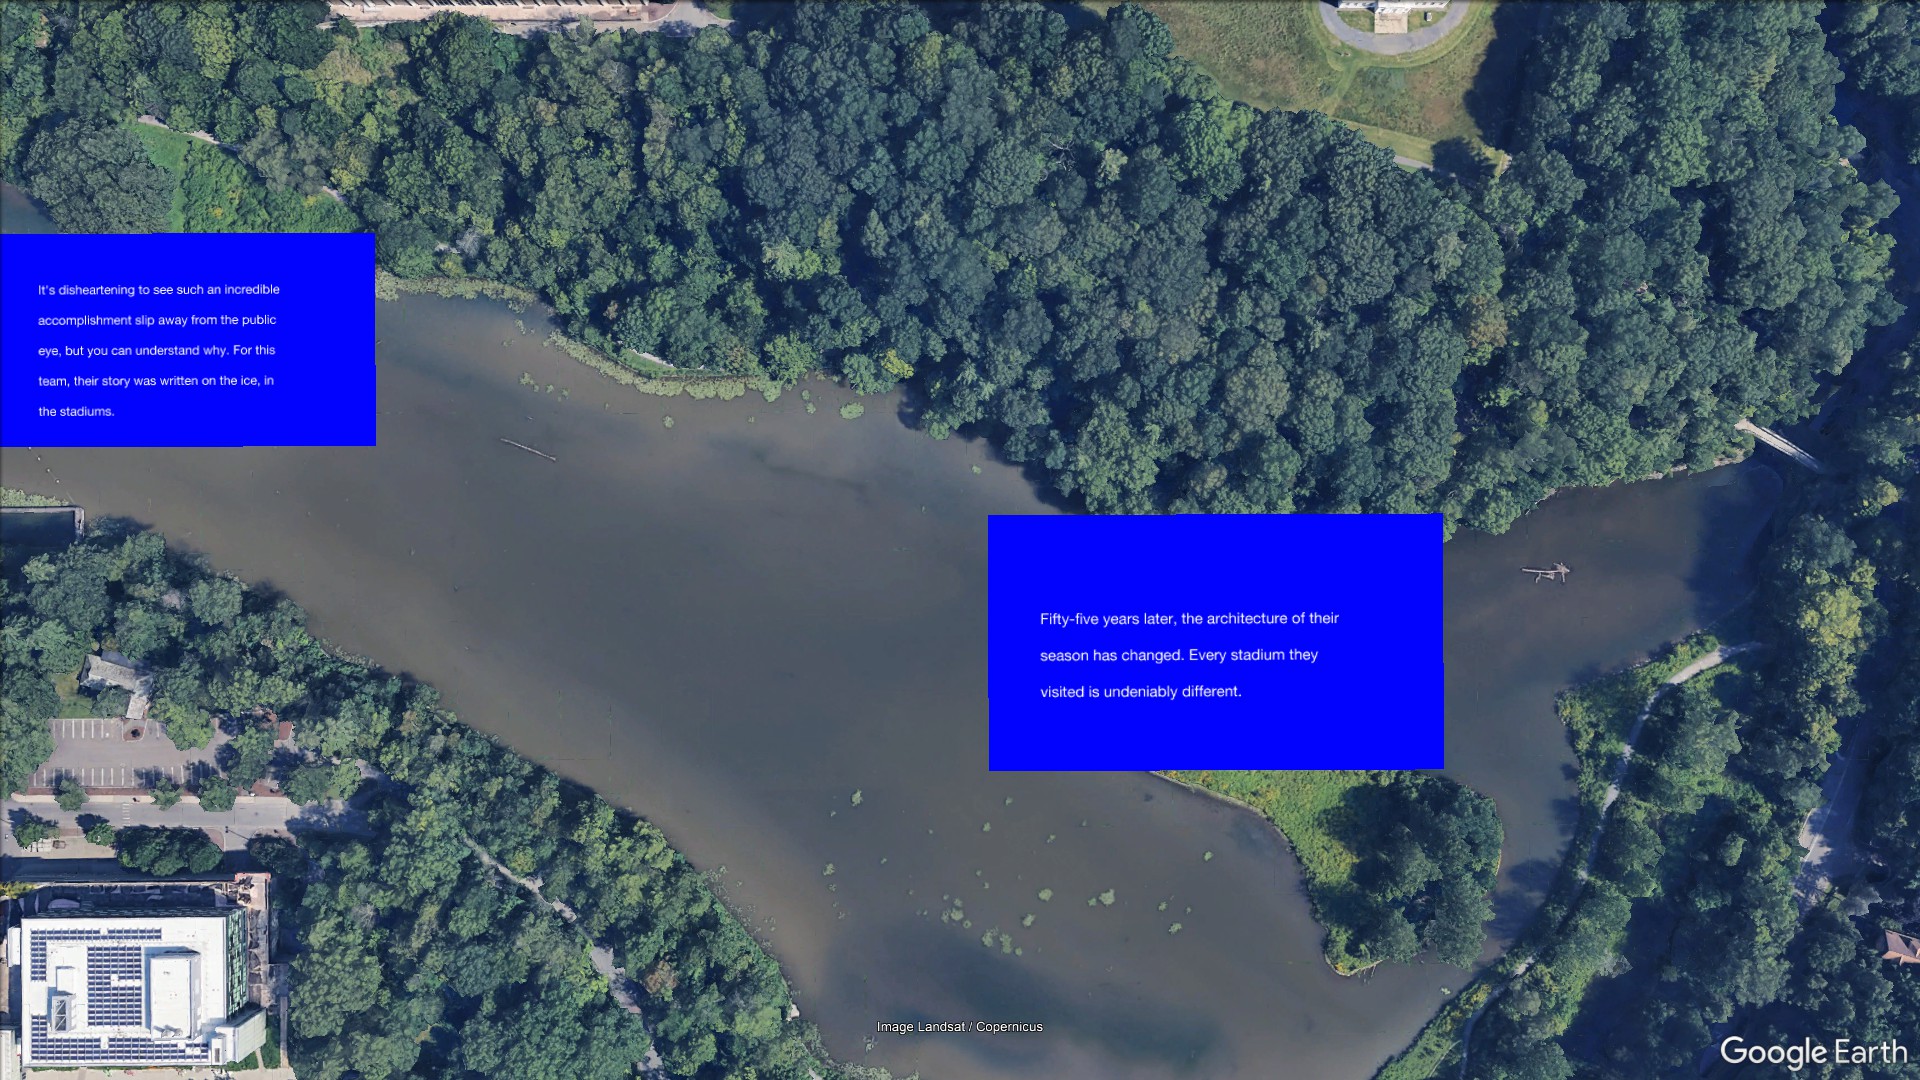 It's disheartening to see such an incredible
accomplishment slip away from the public
eye, but you can understand why. For this
team, their story was written on the ice, in
the stadiums.
Fifty-five years later, the architecture of their
season has changed. Every stadium they
visited is undeniably different.
Image Landsat / Copernicus
Google Earth